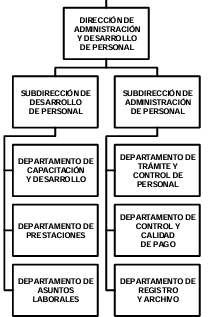 DIRECCIÓN DE
ADMINISTRACIÓN
Y DESARROLLO
DE PERSONAL
SUBDIRECCIÓN DE
DESARROLLO
DE PERSONAL
SUBDIRECCIÓN DE
ADMINISTRACIÓN
DE PERSONAL
DEPARTAMENTO DE
CAPACITACIÓN
Y DESARROLLO
DEPARTAMENTO DE
TRÁMITE Y
CONTROL DE
PERSONAL
DEPARTAMENTO DE
PRESTACIONES
DEPARTAMENTO DE
CONTROL Y
CALIDAD
DE PAGO
DEPARTAMENTO DE
ASUNTOS
LABORALES
DEPARTAMENTO DE
REGISTRO
Y ARCHIVO